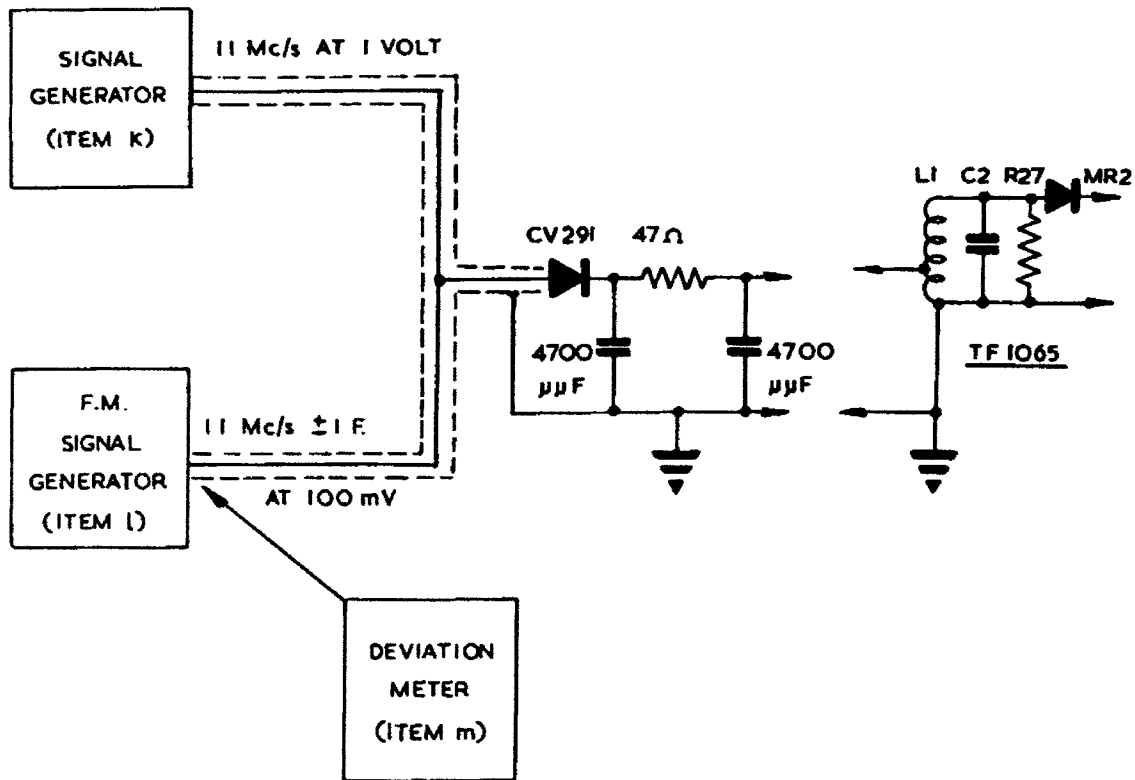 SIGNAL
GENERATOR
(ITEM k)
11 Mc/s AT 1 VOLT
L1 C2 R27 MR2
CV291 47Ω
4700
μμF
4700
μμF
TF 1065
F.M.
SIGNAL
GENERATOR
(ITEM l)
11 Mc/s ± 1 F.
AT 100 mV
DEVIATION
METER
(ITEM m)